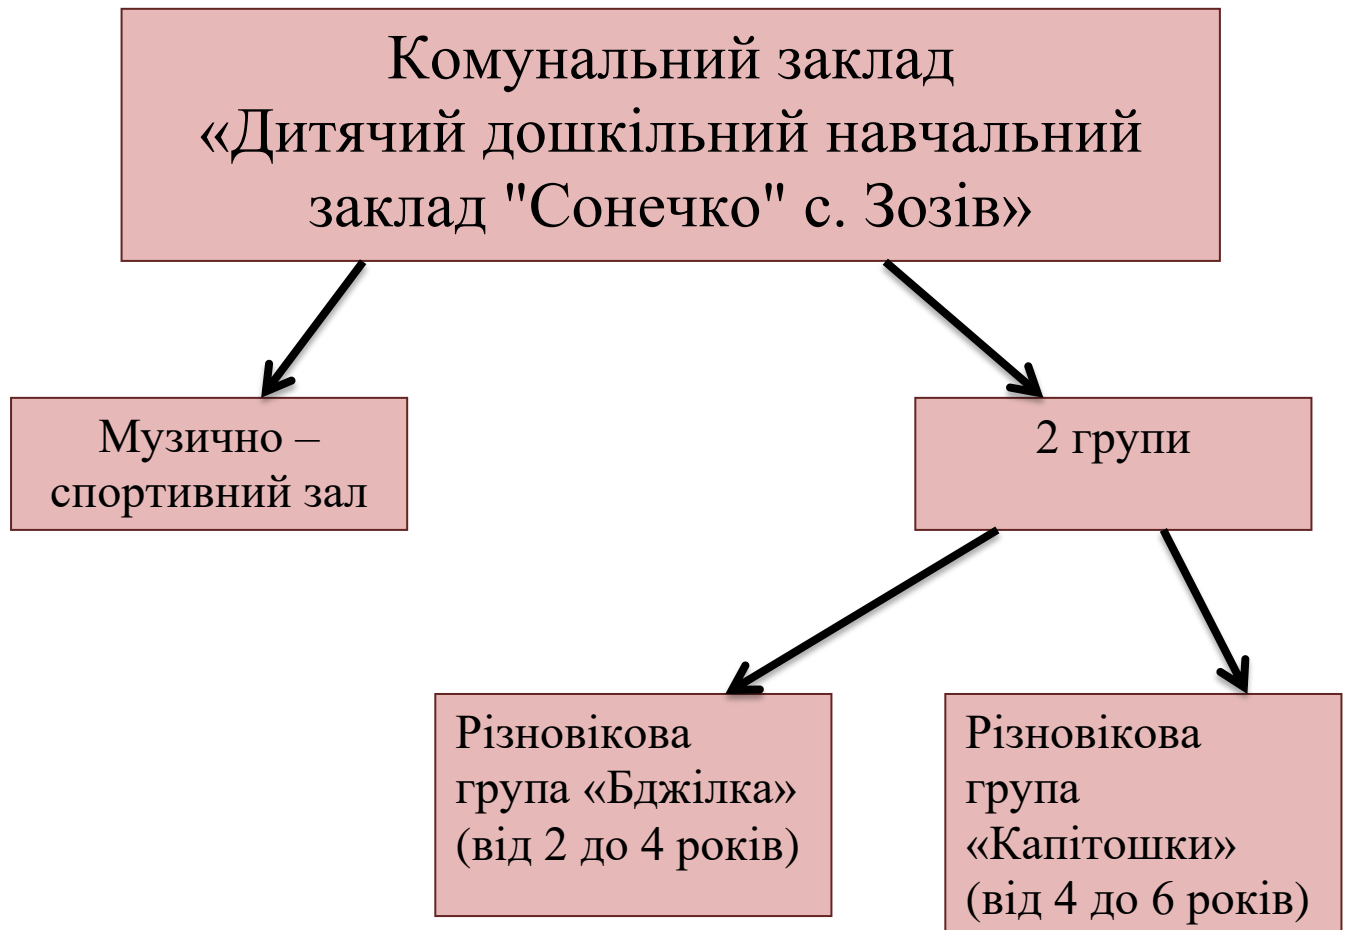 Комунальний заклад
«Дитячий дошкільний навчальний
заклад "Сонечко" с. Зозів»
Музично –
спортивний зал
2 групи
Різновікова
група «Бджілка»
(від 2 до 4 років)
Різновікова
група
«Капітошки»
(від 4 до 6 років)